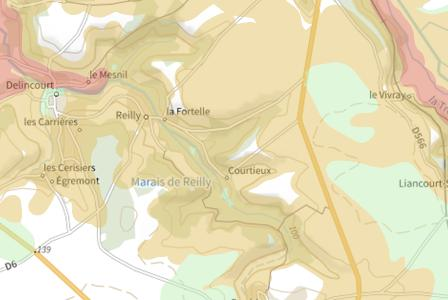 le Mesnil
Delincourt
la Fortelle
Reilly
le Vivray
les Carrières
D566
les Cerisiers
Courtieux
Égremont
Marais de Reilly
100
139
D6